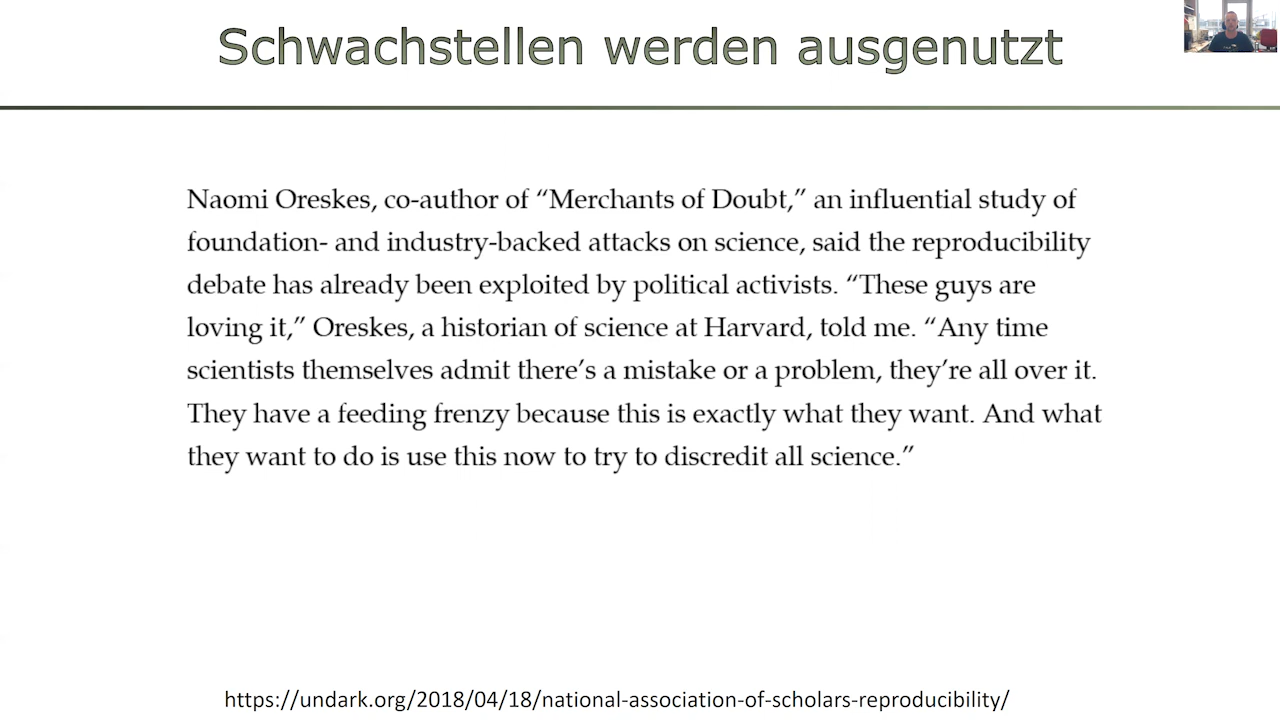 Schwachstellen werden ausgenutzt
Naomi Oreskes, co-author of “Merchants of Doubt,” an influential study of
foundation- and industry-backed attacks on science, said the reproducibility
debate has already been exploited by political activists. “These guys are
loving it,” Oreskes, a historian of science at Harvard, told me. “Any time
scientists themselves admit there’s a mistake or a problem, they’re all over it.
They have a feeding frenzy because this is exactly what they want. And what
they want to do is use this now to try to discredit all science.”
https://undark.org/2018/04/18/national-association-of-scholars-reproducibility/